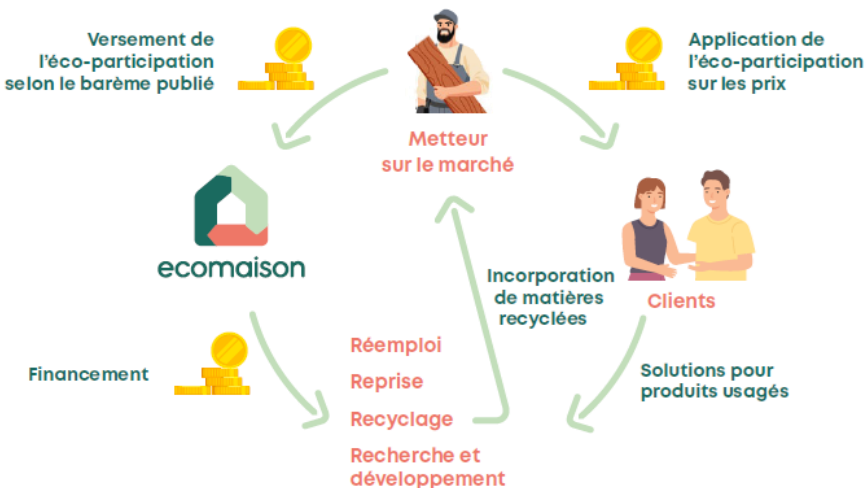 Versement de
l'éco-participation
selon le barème publié
Application de
l'éco-participation
sur les prix
Metteur
sur le marché
ecomaison
Incorporation
de matières
recyclées
Clients
Financement
Réemploi
Reprise
Recyclage
Recherche et
développement
Solutions pour
produits usagés